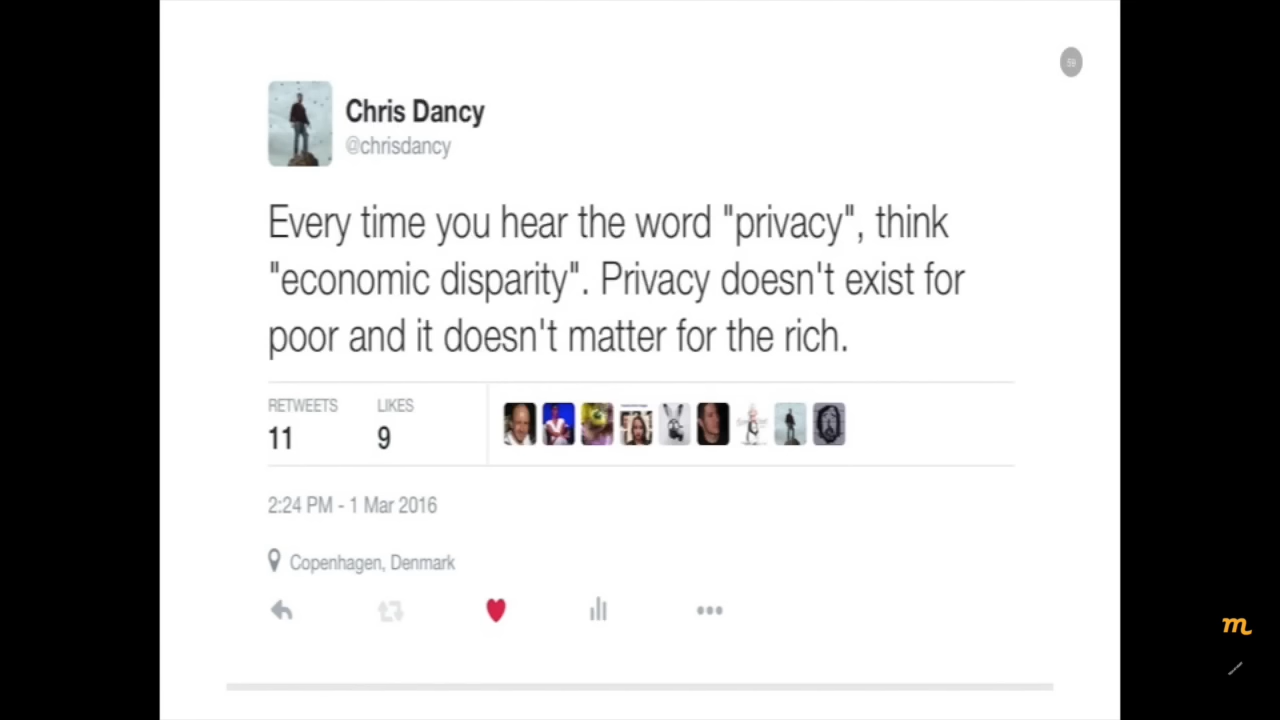 59
Chris Dancy
@chrisdancy
Every time you hear the word "privacy", think
"economic disparity". Privacy doesn't exist for
poor and it doesn't matter for the rich.
RETWEETS LIKES
11 9
2:24 PM - 1 Mar 2016
Copenhagen, Denmark
m